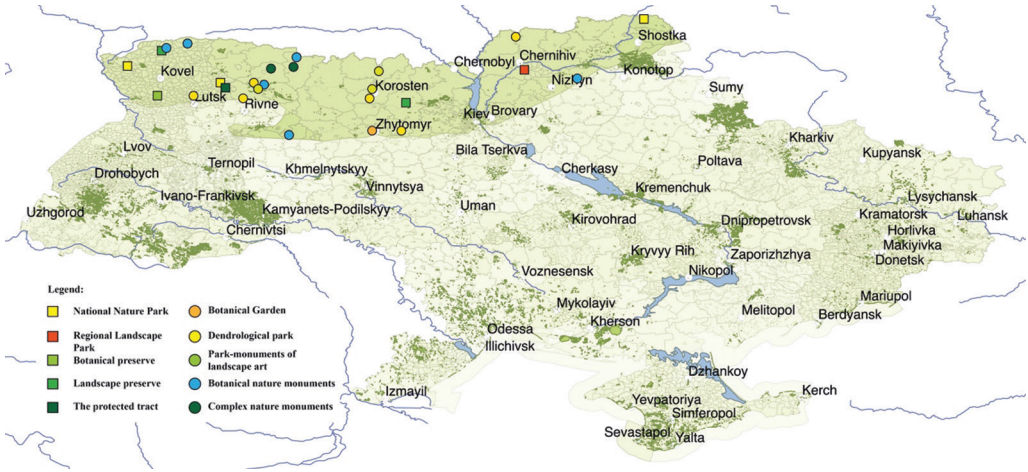 Shostka
Chernobyl
Chernihiv
Konotop
Kovel
Korosten
Nizhyn
Sumy
Lutsk
Rivne
Kiev
Brovary
Zhytomyr
Kharkiv
Lvov
Bila Tserkva
Kupyansk
Ternopil
Khmelnytskyy
Cherkasy
Poltava
Drohobych
Vinnytsya
Kremenchuk
Ivano-Frankivsk
Lysychansk
Uzhgorod
Kamyanets-Podilskyy
Uman
Kirovohrad
Dnipropetrovsk
Kramatorsk
Luhansk
Chernivtsi
Horlivka
Makiyivka
Kryvyy Rih
Zaporizhzhya
Donetsk
Voznesensk
Nikopol
Mykolayiv
Mariupol
Melitopol
Berdyansk
Kherson
Odessa
Illichivsk
Izmayil
Dzhankoy
Kerch
Yevpatoriya
Simferopol
Sevastapol
Yalta
Legend:
National Nature Park
Regional Landscape
Park
Botanical preserve
Landscape preserve
The protected tract
Botanical Garden
Dendrological park
Park-monuments of
landscape art
Botanical nature monuments
Complex nature monuments